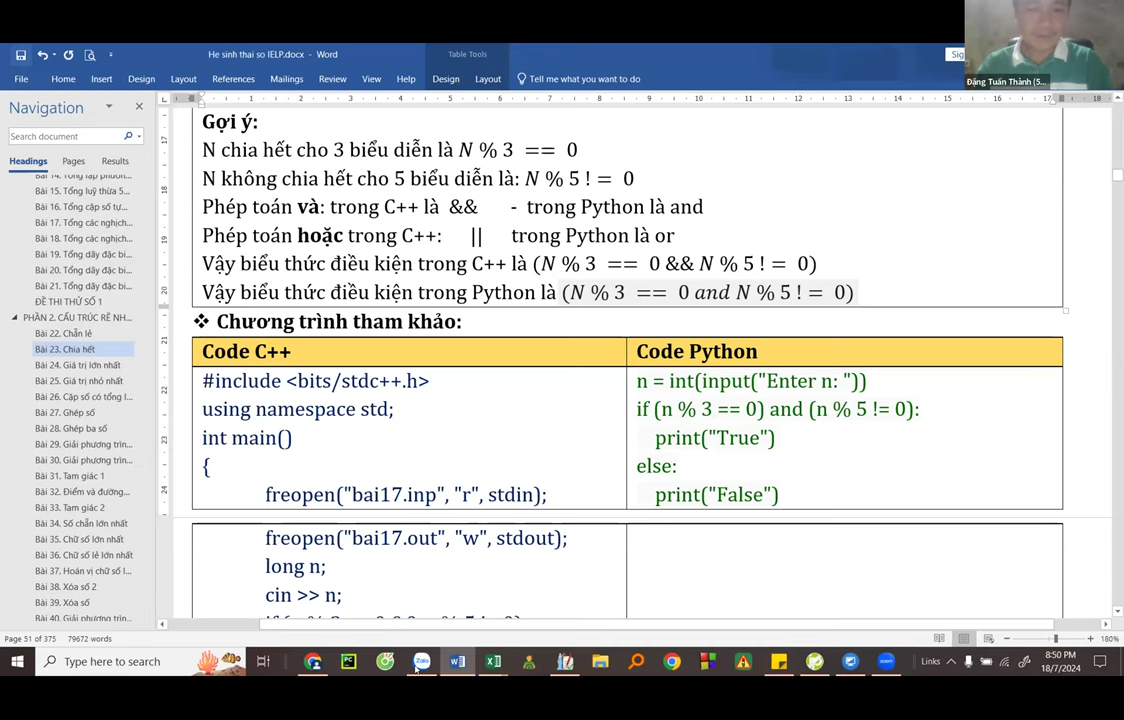 He sinh thai so IELP.docx - Word
Table Tools
Sig
Đặng Tuấn Thành (5...
File Home Insert Design Layout References Mailings Review View Help Design Layout Tell me what you want to do
Navigation
Search document
Headings Pages Results
Bài 15. Tổng luỹ thừa 5...
Bài 16. Tổng cặp số tự...
Bài 17. Tổng các nghịch...
Bài 18. Tổng các nghịch...
Bài 19. Tổng dãy đặc bi...
Bài 20. Tổng dãy đặc bi...
Bài 21. Tổng dãy đặc bi...
ĐỀ THI THỬ SỐ 1
PHẦN 2. CẤU TRÚC RẼ NH...
Bài 22. Chẵn lẻ
Bài 23. Chia hết
Bài 24. Giá trị lớn nhất
Bài 25. Giá trị nhỏ nhất
Bài 26. Cặp số có tổng l...
Bài 27. Ghép số
Bài 28. Ghép ba số
Bài 29. Giải phương trìn...
Bài 30. Giải phương trìn...
Bài 31. Tam giác 1
Bài 32. Điểm và đường...
Bài 33. Tam giác 2
Bài 34. Số chẵn lớn nhất
Bài 35. Chữ số lớn nhất
Bài 36. Chữ số lẻ lớn nhất
Bài 37. Hoán vị chữ số l...
Bài 38. Xóa số 2
Bài 39. Xóa số
Bài 40. Giải phương trìn...
Gợi ý:
N chia hết cho 3 biểu diễn là N % 3 == 0
N không chia hết cho 5 biểu diễn là: N % 5 ! = 0
Phép toán và: trong C++ là && - trong Python là and
Phép toán hoặc trong C++: || trong Python là or
Vậy biểu thức điều kiện trong C++ là (N % 3 == 0 && N % 5 ! = 0)
Vậy biểu thức điều kiện trong Python là (N % 3 == 0 and N % 5 ! = 0)
❖ Chương trình tham khảo:
Code C++
#include <bits/stdc++.h>
using namespace std;
int main()
{
freopen("bai17.inp", "r", stdin);
freopen("bai17.out", "w", stdout);
long n;
cin >> n;
Code Python
n = int(input("Enter n: "))
if (n % 3 == 0) and (n % 5 != 0):
print("True")
else:
print("False")
Page 51 of 375 79672 words
180%
Type here to search
Zalo
Links
8:50 PM
18/7/2024